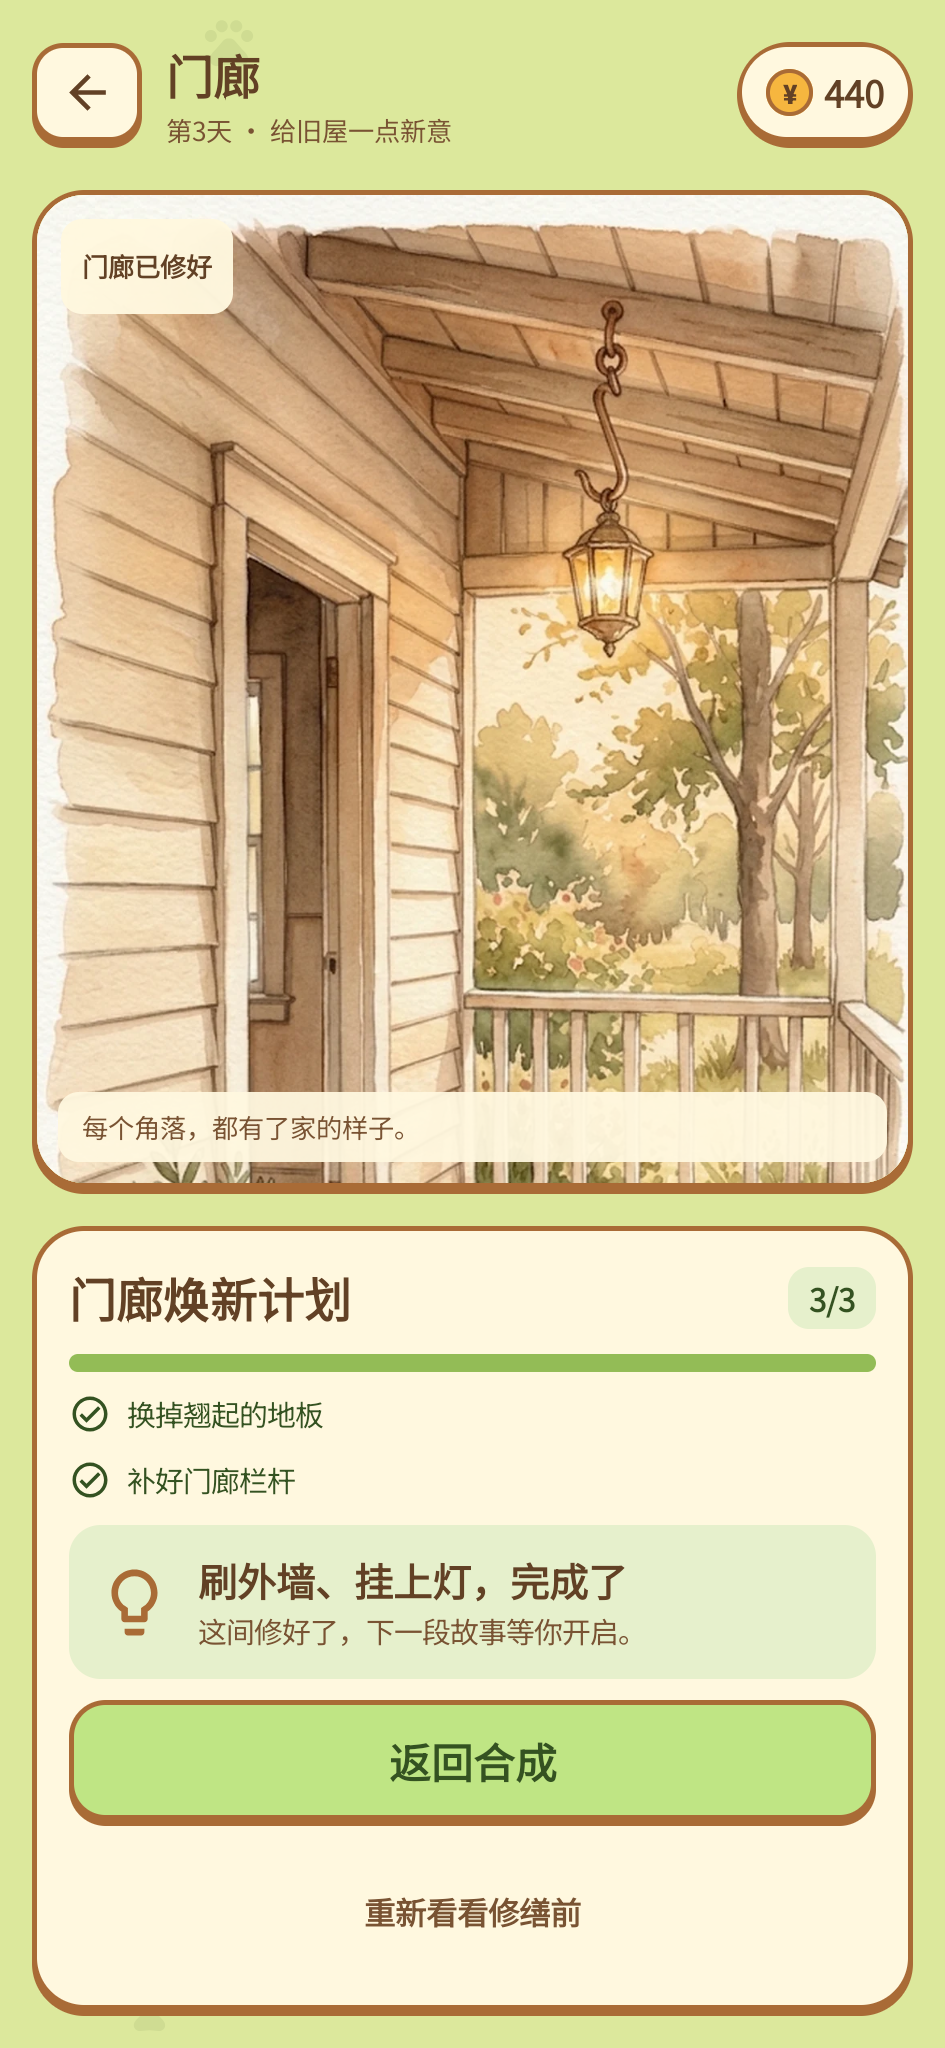 门廊
第3天 · 给旧屋一点新意
¥ 440
门廊已修好
每个角落，都有了家的样子。
门廊焕新计划
3/3
换掉翘起的地板
补好门廊栏杆
刷外墙、挂上灯，完成了
这间修好了，下一段故事等你开启。
返回合成
重新看看修缮前